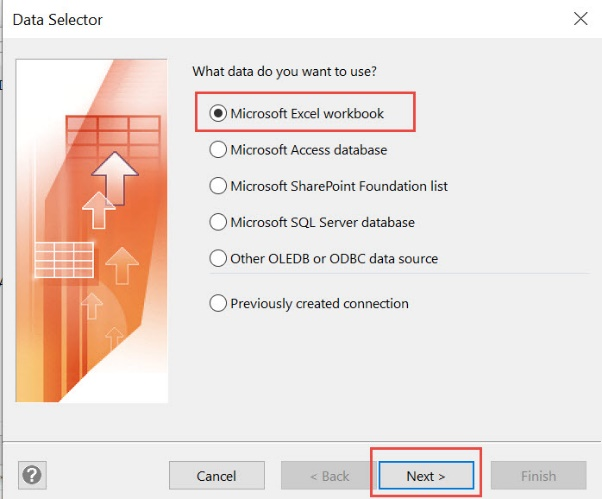 Data Selector
What data do you want to use?
Microsoft Excel workbook
Microsoft Access database
Microsoft SharePoint Foundation list
Microsoft SQL Server database
Other OLEDB or ODBC data source
Previously created connection
? Cancel < Back Next > Finish